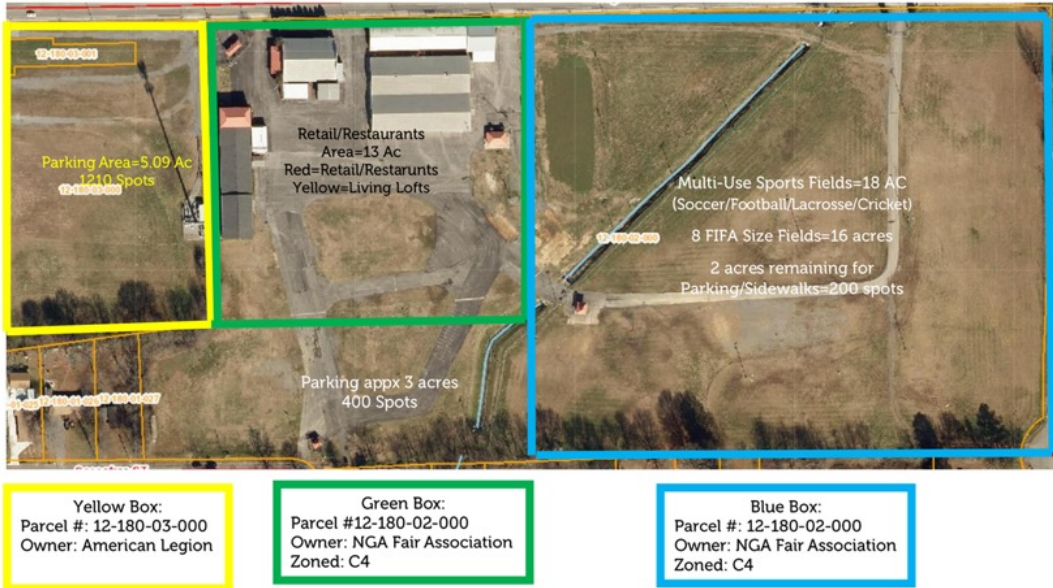 12-180-03-001
Parking Area=5.09 Ac
1210 Spots
12-180-03-000
Retail/Restaurants
Area=13 Ac
Red=Retail/Resturunts
Yellow=Living Lofts
Multi-Use Sports Fields=18 AC
(Soccer/Football/Lacrosse/Cricket)
12-180-02-000
8 FIFA Size Fields=16 acres
2 acres remaining for
Parking/Sidewalks=200 spots
Parking appx 3 acres
400 Spots
12-180-01-027
Yellow Box:
Parcel #: 12-180-03-000
Owner: American Legion
Green Box:
Parcel #12-180-02-000
Owner: NGA Fair Association
Zoned: C4
Blue Box:
Parcel #: 12-180-02-000
Owner: NGA Fair Association
Zoned: C4